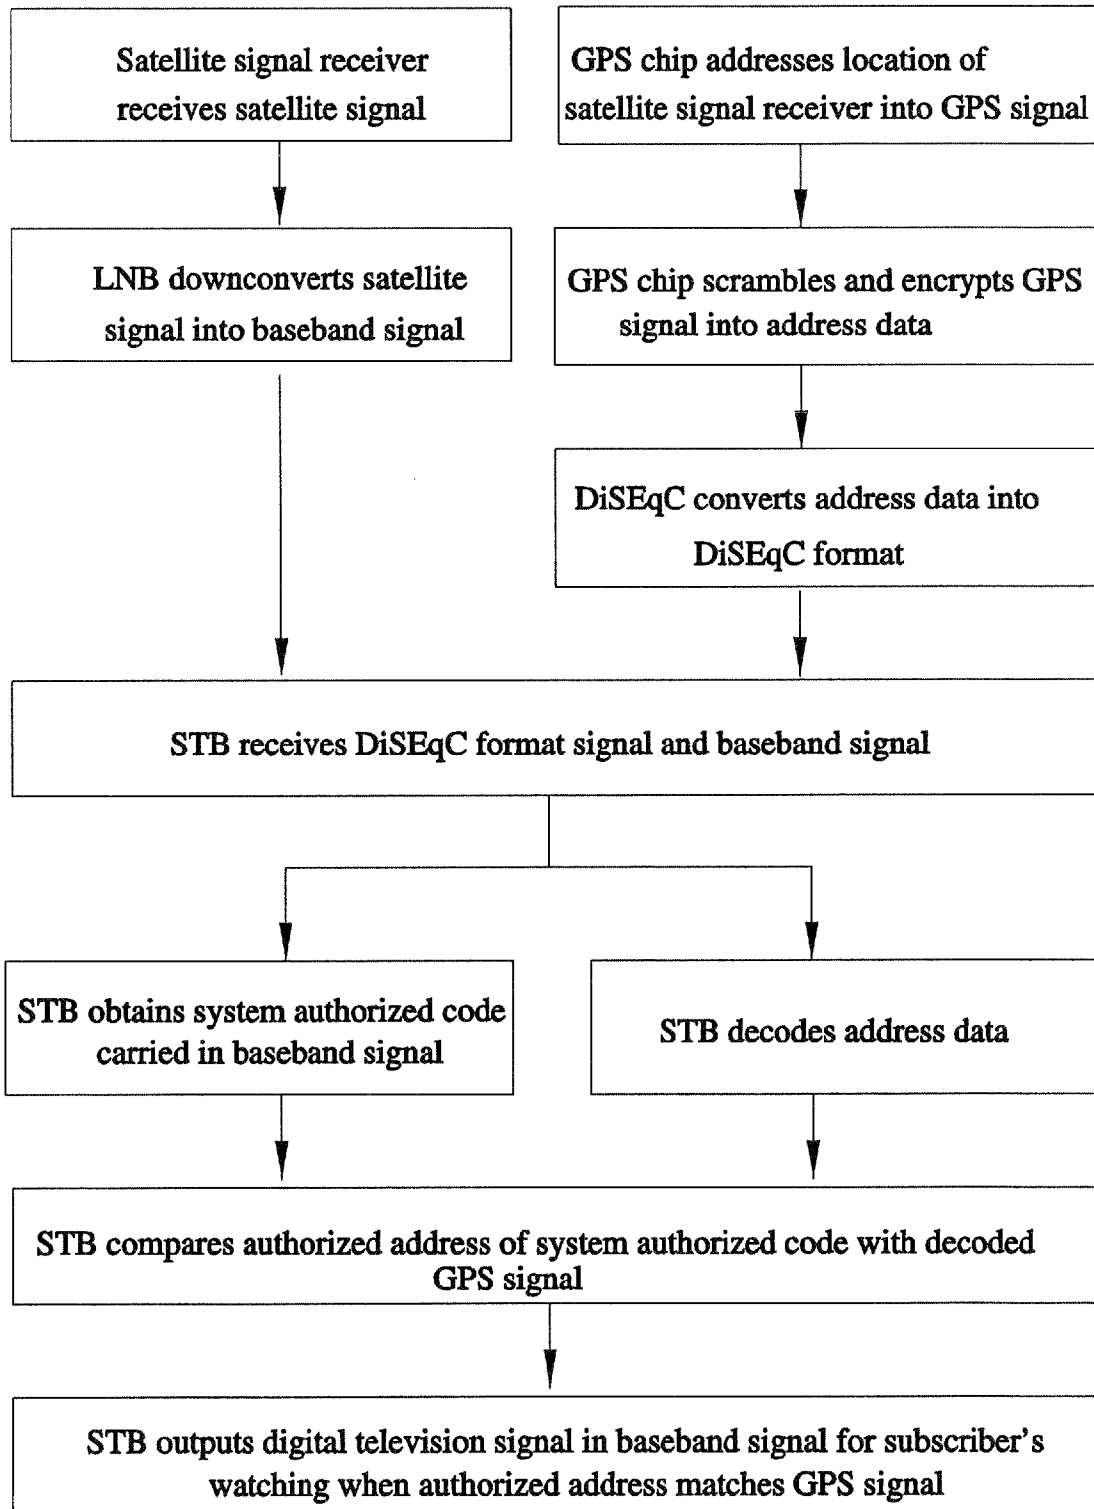 Satellite signal receiver
receives satellite signal
GPS chip addresses location of
satellite signal receiver into GPS signal
LNB downconverts satellite
signal into baseband signal
GPS chip scrambles and encrypts GPS
signal into address data
DiSEqC converts address data into
DiSEqC format
STB receives DiSEqC format signal and baseband signal
STB obtains system authorized code
carried in baseband signal
STB decodes address data
STB compares authorized address of system authorized code with decoded
GPS signal
STB outputs digital television signal in baseband signal for subscriber's
watching when authorized address matches GPS signal